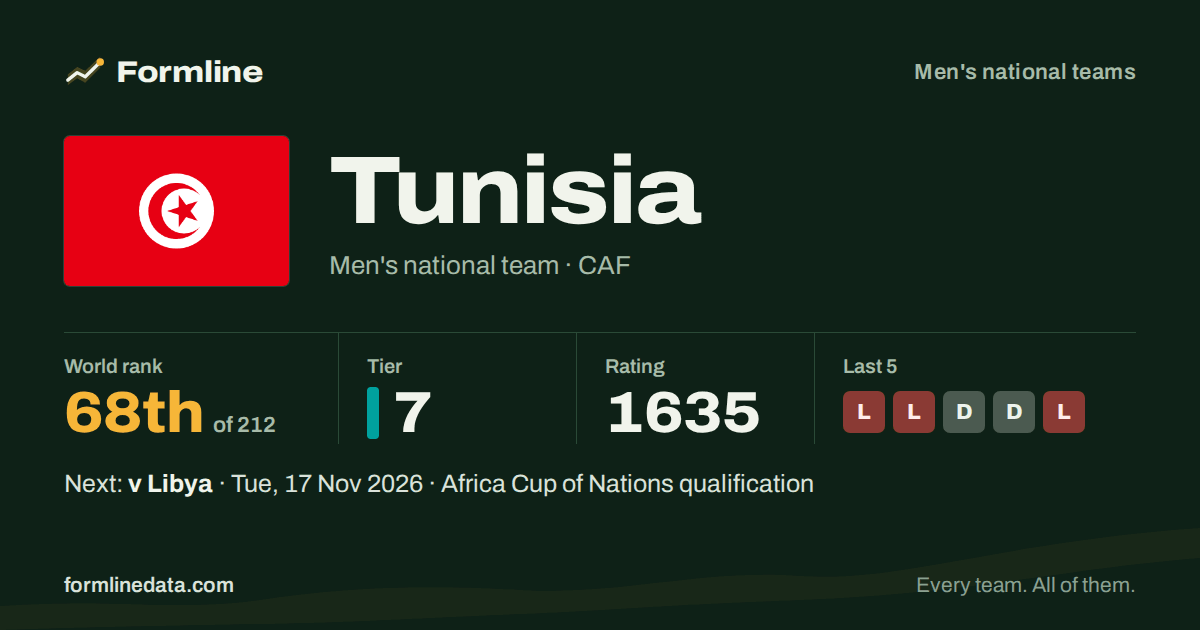 Formline
Men's national teams
Tunisia
Men's national team · CAF
World rank
68th of 212
Tier
7
Rating
1635
Last 5
L L D D L
Next: v Libya · Tue, 17 Nov 2026 · Africa Cup of Nations qualification
formlinedata.com
Every team. All of them.